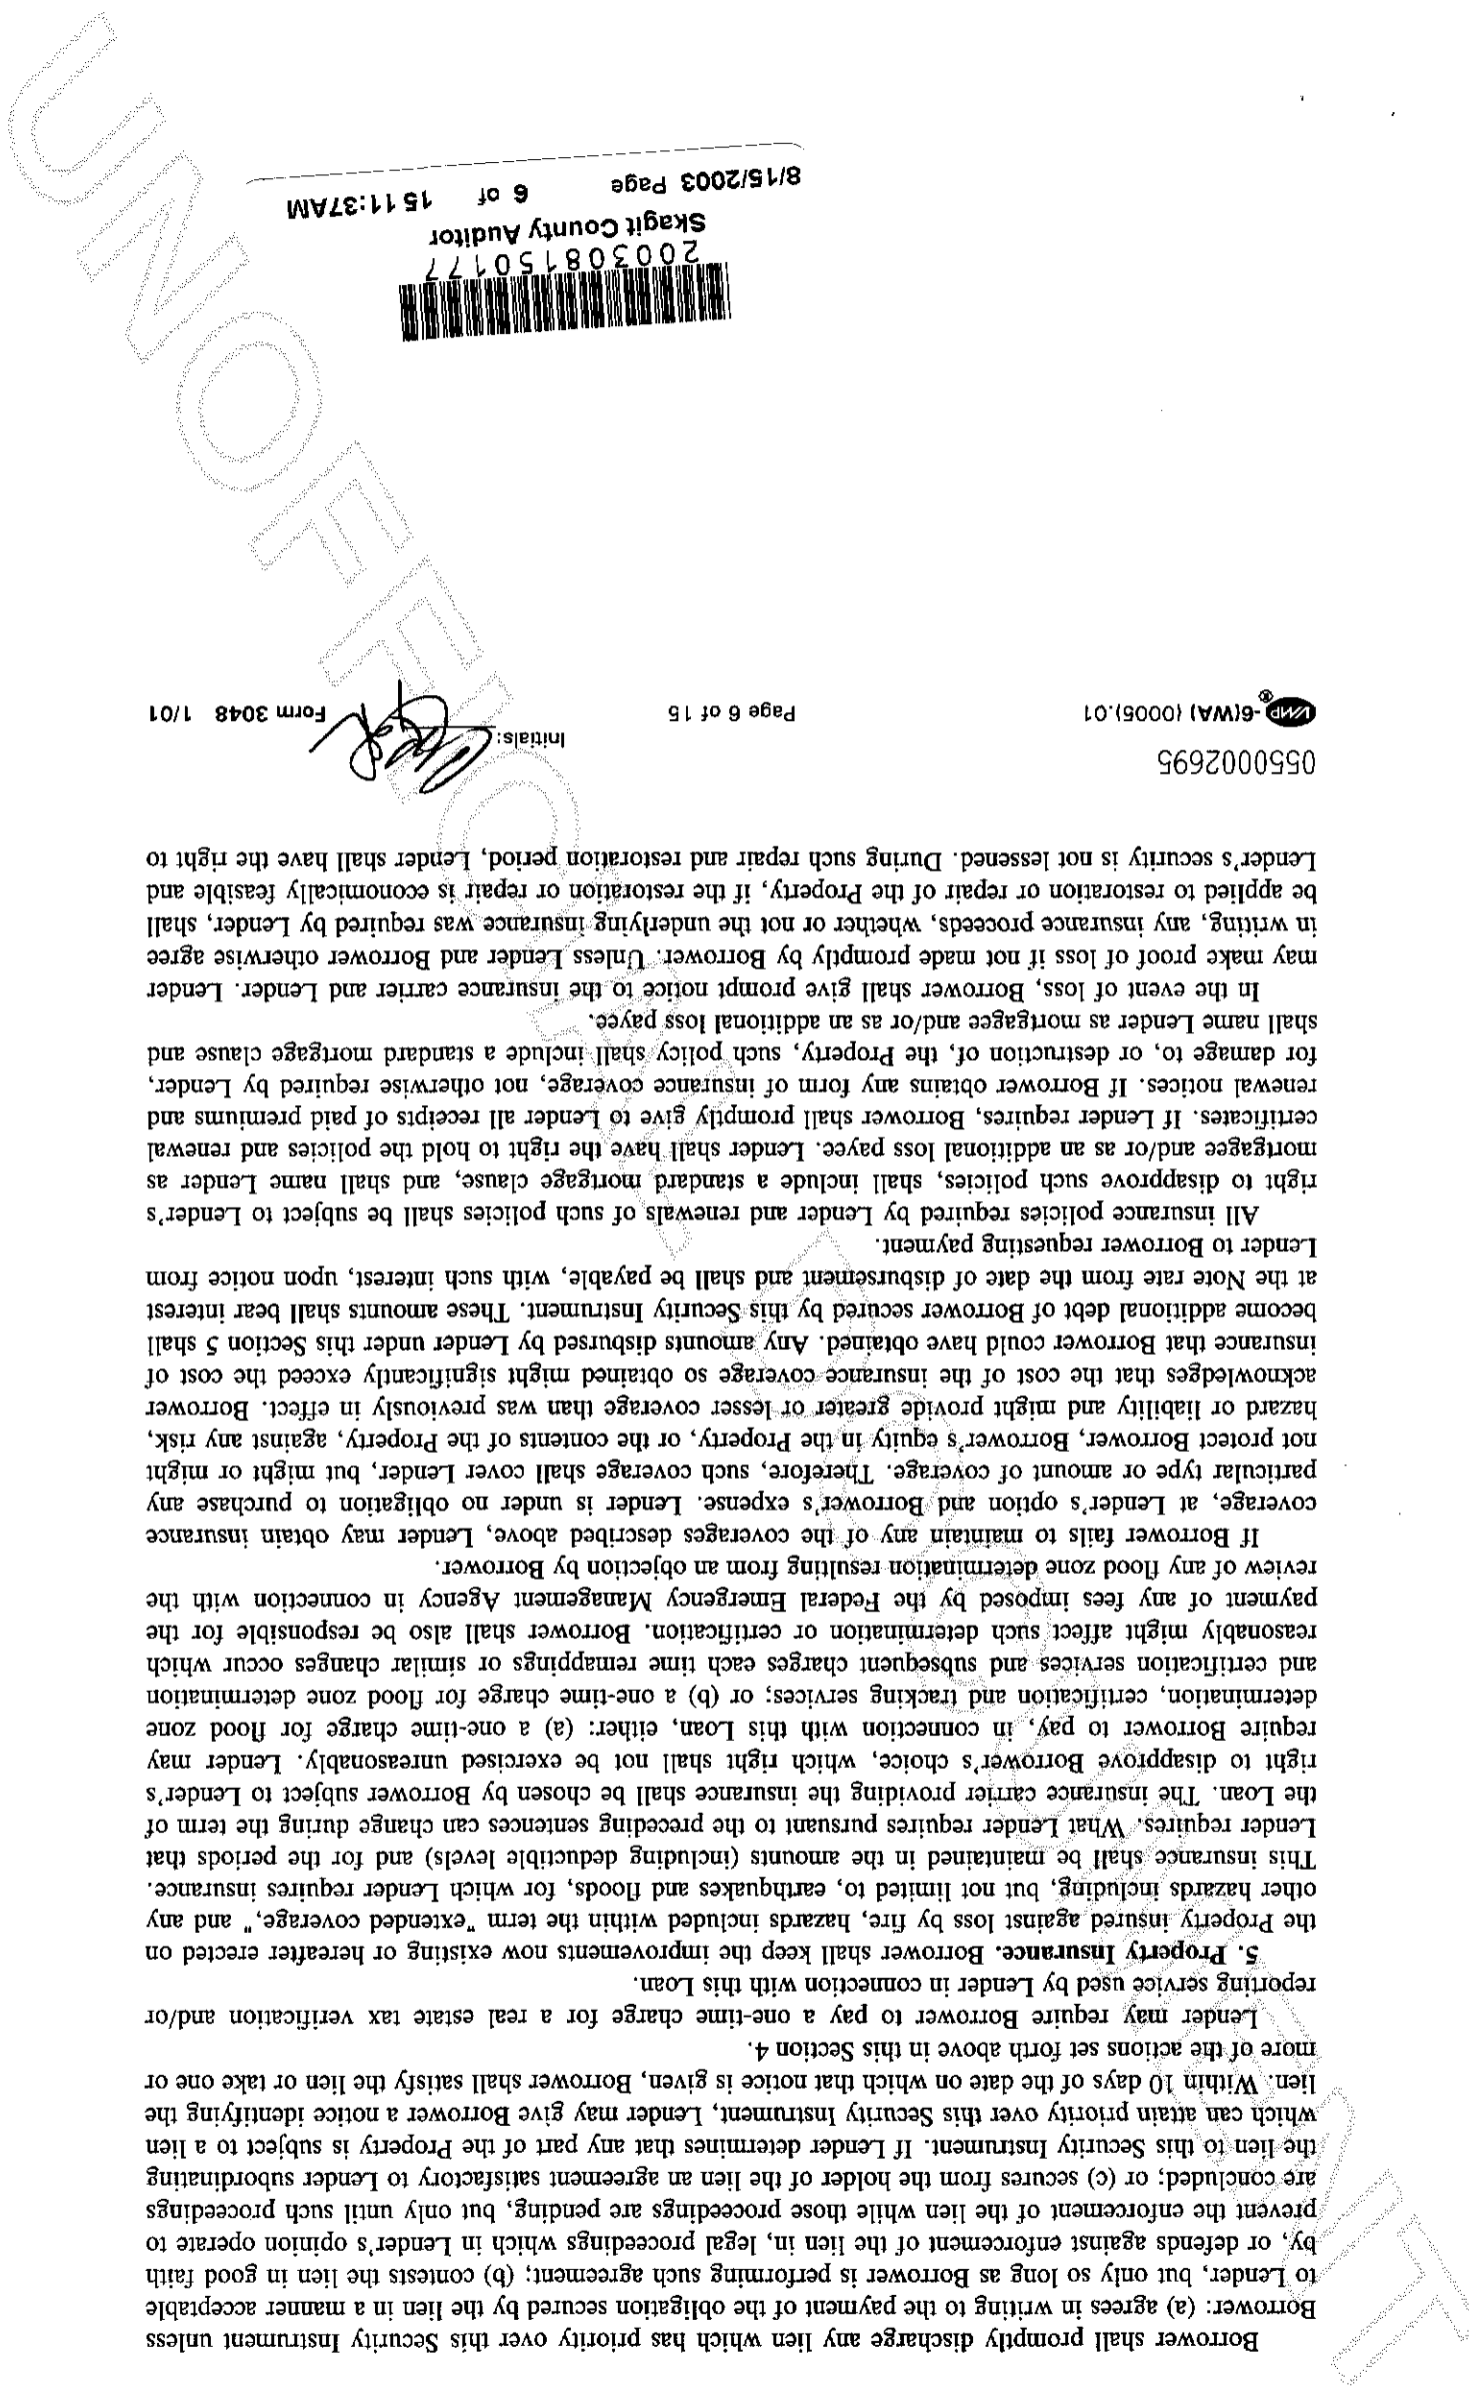 Borrower shall promptly discharge any lien which has priority over this Security Instrument unless
Borrower: (a) agrees in writing to the payment of the obligation secured by the lien in a manner acceptable
to Lender, but only so long as Borrower is performing such agreement; (b) contests the lien in good faith
by, or defends against enforcement of the lien in, legal proceedings which in Lender's opinion operate to
prevent the enforcement of the lien while those proceedings are pending, but only until such proceedings
are concluded; or (c) secures from the holder of the lien an agreement satisfactory to Lender subordinating
the lien to this Security Instrument. If Lender determines that any part of the Property is subject to a lien
which can attain priority over this Security Instrument, Lender may give Borrower a notice identifying the
lien. Within 10 days of the date on which that notice is given, Borrower shall satisfy the lien or take one or
more of the actions set forth above in this Section 4.
Lender may require Borrower to pay a one-time charge for a real estate tax verification and/or
reporting service used by Lender in connection with this Loan.
5. Property Insurance. Borrower shall keep the improvements now existing or hereafter erected on
the Property insured against loss by fire, hazards included within the term "extended coverage," and any
other hazards including, but not limited to, earthquakes and floods, for which Lender requires insurance.
This insurance shall be maintained in the amounts (including deductible levels) and for the periods that
Lender requires. What Lender requires pursuant to the preceding sentences can change during the term of
the Loan. The insurance carrier providing the insurance shall be chosen by Borrower subject to Lender's
right to disapprove Borrower's choice, which right shall not be exercised unreasonably. Lender may
require Borrower to pay, in connection with this Loan, either: (a) a one-time charge for flood zone
determination, certification and tracking services; or (b) a one-time charge for flood zone determination
and certification services and subsequent charges each time remappings or similar changes occur which
reasonably might affect such determination or certification. Borrower shall also be responsible for the
payment of any fees imposed by the Federal Emergency Management Agency in connection with the
review of any flood zone determination resulting from an objection by Borrower.
If Borrower fails to maintain any of the coverages described above, Lender may obtain insurance
coverage, at Lender's option and Borrower's expense. Lender is under no obligation to purchase any
particular type or amount of coverage. Therefore, such coverage shall cover Lender, but might or might
not protect Borrower, Borrower's equity in the Property, or the contents of the Property, against any risk,
hazard or liability and might provide greater or lesser coverage than was previously in effect. Borrower
acknowledges that the cost of the insurance coverage so obtained might significantly exceed the cost of
insurance that Borrower could have obtained. Any amounts disbursed by Lender under this Section 5 shall
become additional debt of Borrower secured by this Security Instrument. These amounts shall bear interest
at the Note rate from the date of disbursement and shall be payable, with such interest, upon notice from
Lender to Borrower requesting payment.
All insurance policies required by Lender and renewals of such policies shall be subject to Lender's
right to disapprove such policies, shall include a standard mortgage clause, and shall name Lender as
mortgagee and/or as an additional loss payee. Lender shall have the right to hold the policies and renewal
certificates. If Lender requires, Borrower shall promptly give to Lender all receipts of paid premiums and
renewal notices. If Borrower obtains any form of insurance coverage, not otherwise required by Lender,
for damage to, or destruction of, the Property, such policy shall include a standard mortgage clause and
shall name Lender as mortgagee and/or as an additional loss payee.
In the event of loss, Borrower shall give prompt notice to the insurance carrier and Lender. Lender
may make proof of loss if not made promptly by Borrower. Unless Lender and Borrower otherwise agree
in writing, any insurance proceeds, whether or not the underlying insurance was required by Lender, shall
be applied to restoration or repair of the Property, if the restoration or repair is economically feasible and
Lender's security is not lessened. During such repair and restoration period, Lender shall have the right to
0550002695
VMP® -6(WA) (0005).01 Page 6 of 15 Initials: Form 3048 1/01
200308150177
Skagit County Auditor
8/15/2003 Page 6 of 15 11:37AM
UNOFFICIAL DOCUMENT